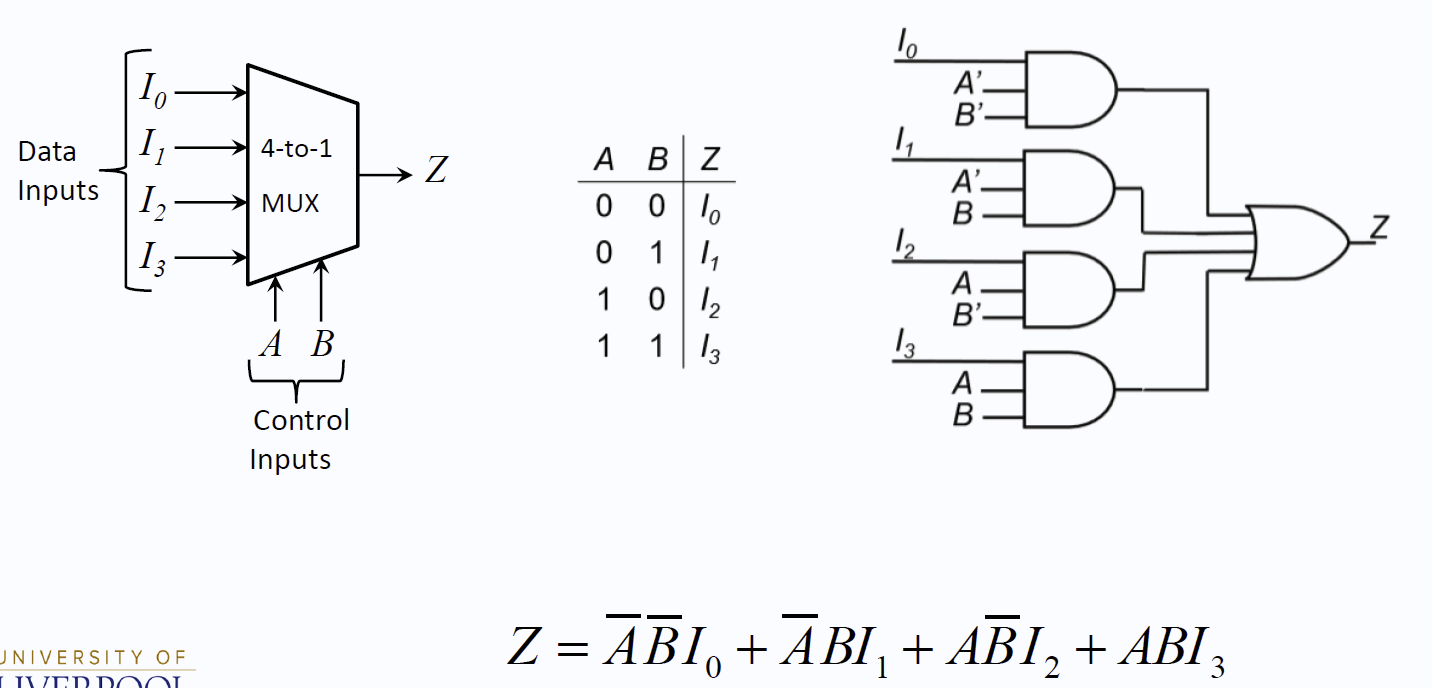 Data
Inputs
I0
I1
I2
I3
4-to-1
MUX
Z
A B
Control
Inputs
A B Z
0 0 I0
0 1 I1
1 0 I2
1 1 I3
I0
A'
B'
I1
A'
B
I2
A
B'
I3
A
B
Z
Z = A̅B̅I0 + A̅BI1 + AB̅I2 + ABI3
UNIVERSITY OF
LIVERPOOL